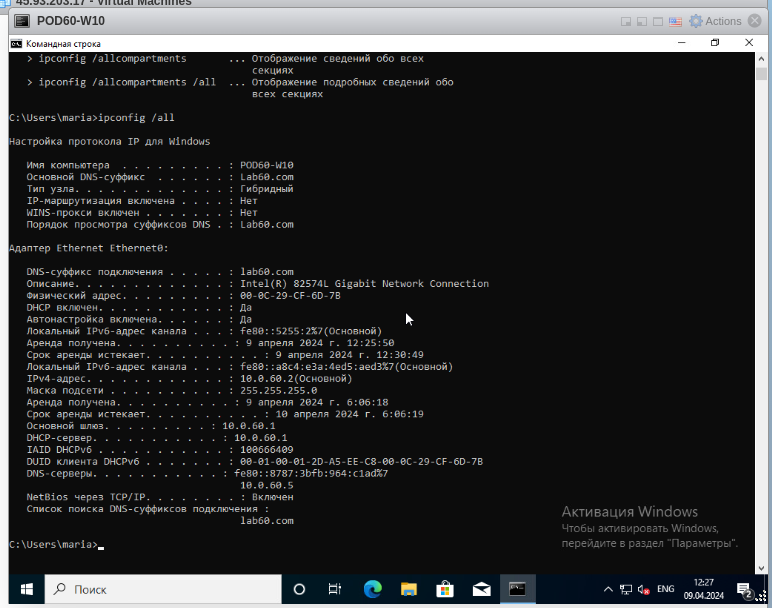 45.93.203.17 - Virtual Machines
POD60-W10
Actions
Командная строка
> ipconfig /allcompartments ... Отображение сведений обо всех
секциях
> ipconfig /allcompartments /all ... Отображение подробных сведений обо
всех секциях
C:\Users\maria>ipconfig /all
Настройка протокола IP для Windows
Имя компьютера . . . . . . . . . : POD60-W10
Основной DNS-суффикс . . . . . . : Lab60.com
Тип узла. . . . . . . . . . . . . : Гибридный
IP-маршрутизация включена . . . . : Нет
WINS-прокси включен . . . . . . . : Нет
Порядок просмотра суффиксов DNS . : Lab60.com
Адаптер Ethernet Ethernet0:
DNS-суффикс подключения . . . . . : lab60.com
Описание. . . . . . . . . . . . . : Intel(R) 82574L Gigabit Network Connection
Физический адрес. . . . . . . . . : 00-0C-29-CF-6D-7B
DHCP включен. . . . . . . . . . . : Да
Автонастройка включена. . . . . . : Да
Локальный IPv6-адрес канала . . . : fe80::5255:2%7(Основной)
Аренда получена. . . . . . . . . . : 9 апреля 2024 г. 12:25:50
Срок аренды истекает. . . . . . . . . . : 9 апреля 2024 г. 12:30:49
Локальный IPv6-адрес канала . . . : fe80::a8c4:e3a:4ed5:aed3%7(Основной)
IPv4-адрес. . . . . . . . . . . . : 10.0.60.2(Основной)
Маска подсети . . . . . . . . . . : 255.255.255.0
Аренда получена. . . . . . . . . . : 9 апреля 2024 г. 6:06:18
Срок аренды истекает. . . . . . . . . . : 10 апреля 2024 г. 6:06:19
Основной шлюз. . . . . . . . . : 10.0.60.1
DHCP-сервер. . . . . . . . . . . : 10.0.60.1
IAID DHCPv6 . . . . . . . . . . . : 100666409
DUID клиента DHCPv6 . . . . . . . : 00-01-00-01-2D-A5-EE-C8-00-0C-29-CF-6D-7B
DNS-серверы. . . . . . . . . . . : fe80::8787:3bfb:964:c1ad%7
10.0.60.5
NetBios через TCP/IP. . . . . . . . : Включен
Список поиска DNS-суффиксов подключения :
lab60.com
C:\Users\maria>
Активация Windows
Чтобы активировать Windows,
перейдите в раздел "Параметры".
Поиск
ENG
12:27
09.04.2024
2